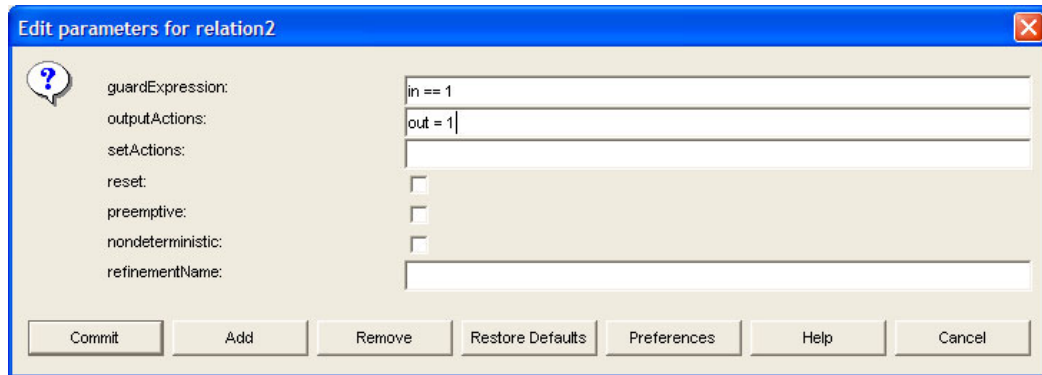 Edit parameters for relation2
?
guardExpression: in == 1
outputActions: out = 1
setActions:
reset:
preemptive:
nondeterministic:
refinementName:
Commit Add Remove Restore Defaults Preferences Help Cancel